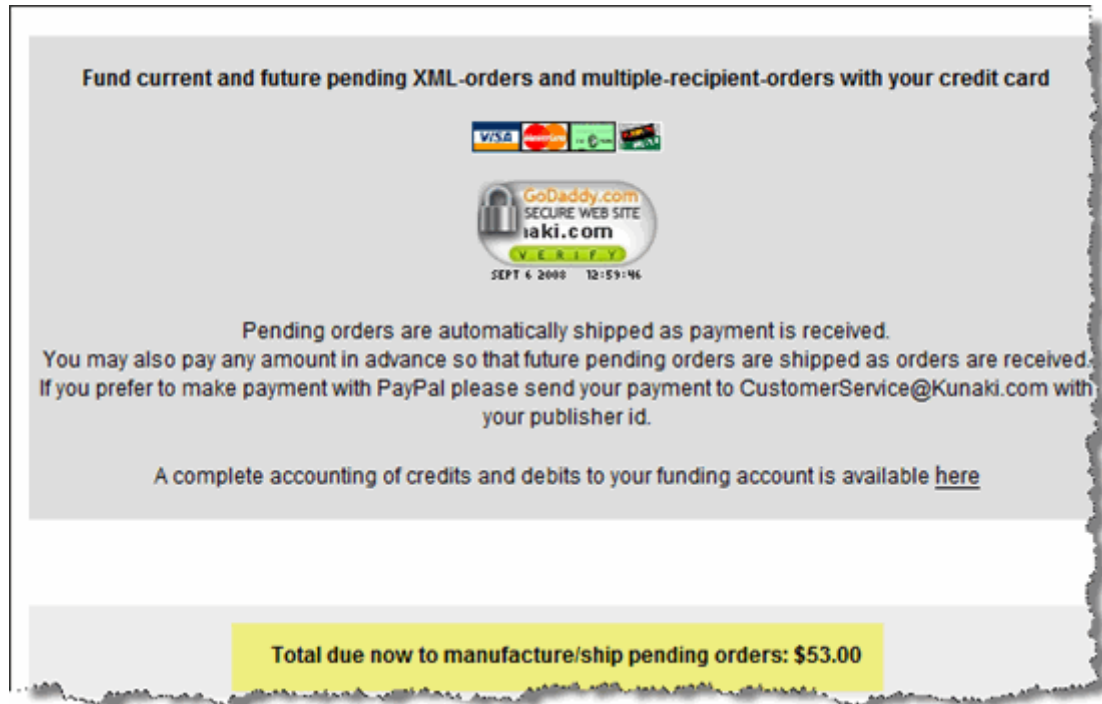 Fund current and future pending XML-orders and multiple-recipient-orders with your credit card
VISA
GoDaddy.com
SECURE WEB SITE
aki.com
VERIFY
SEPT 6 2008 12:59:46
Pending orders are automatically shipped as payment is received.
You may also pay any amount in advance so that future pending orders are shipped as orders are received.
If you prefer to make payment with PayPal please send your payment to CustomerService@Kunaki.com with
your publisher id.
A complete accounting of credits and debits to your funding account is available here
Total due now to manufacture/ship pending orders: $53.00